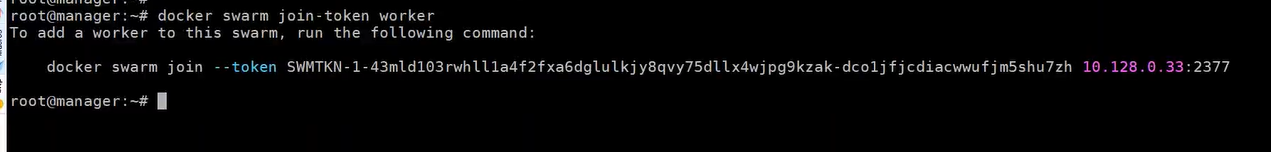 root@manager:~# docker swarm join-token worker
To add a worker to this swarm, run the following command:
docker swarm join --token SWMTKN-1-43mld103rwhll1a4f2fxa6dglulkjy8qvy75dllx4wjpg9kzak-dco1jfjcdiacwwufjm5shu7zh 10.128.0.33:2377
root@manager:~#